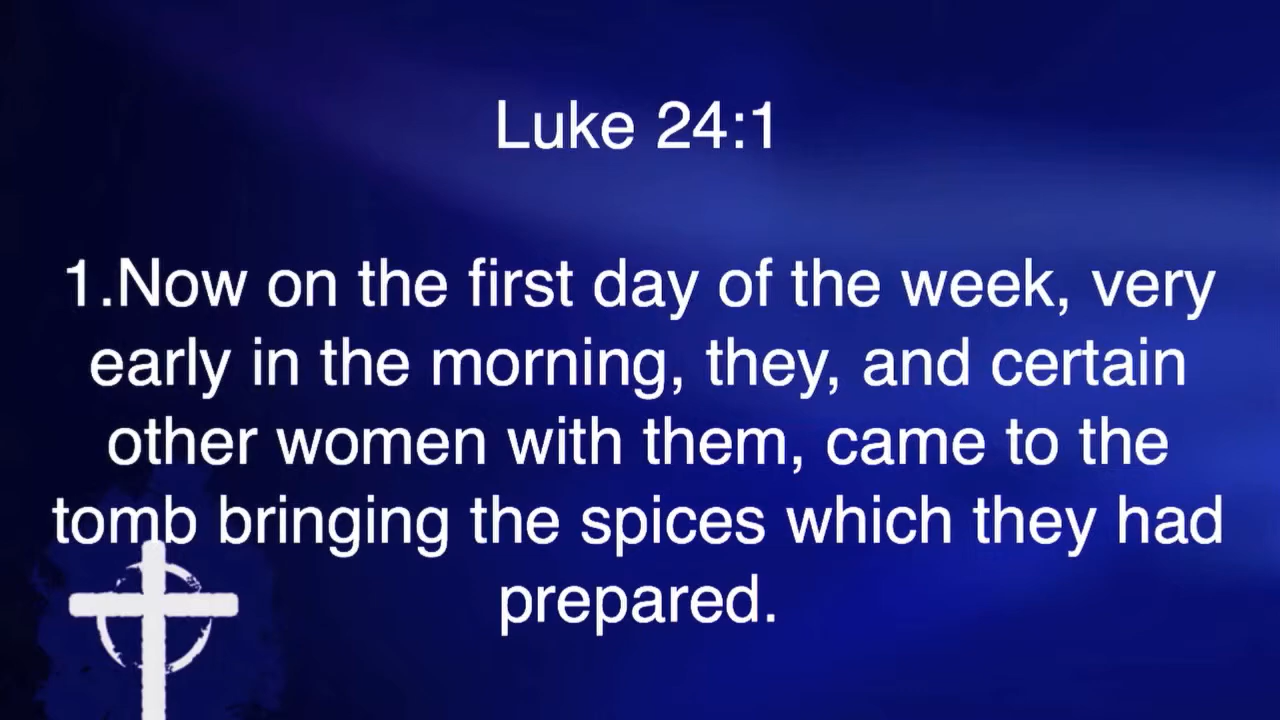 Luke 24:1
1.Now on the first day of the week, very
early in the morning, they, and certain
other women with them, came to the
tomb bringing the spices which they had
prepared.